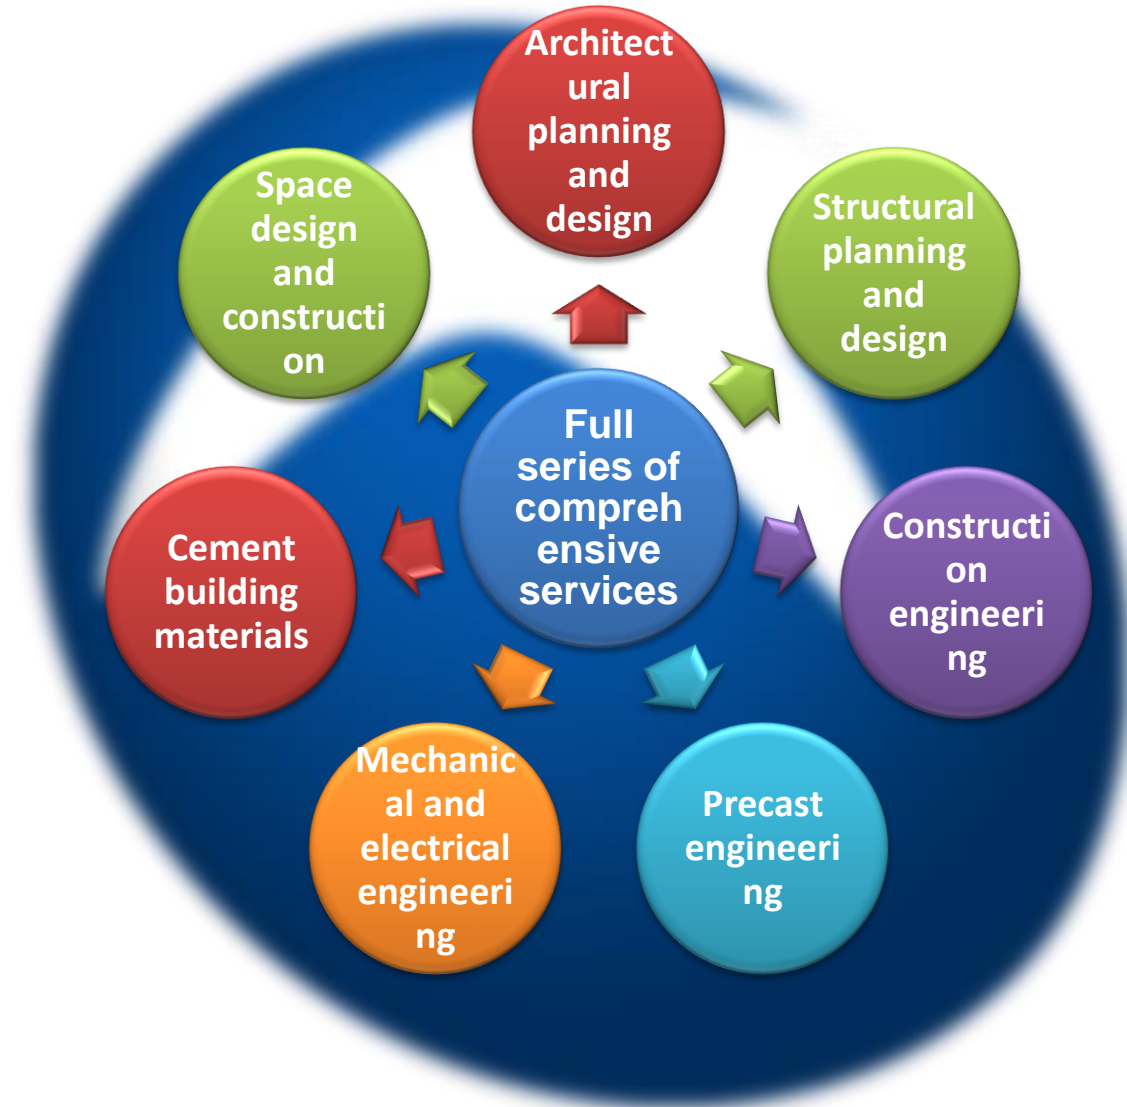 Architect
ural
planning
and
design
Structural
planning
and
design
Constructi
on
engineeri
ng
Precast
engineeri
ng
Mechanic
al and
electrical
engineeri
ng
Cement
building
materials
Space
design
and
constructi
on
Full
series of
compreh
ensive
services